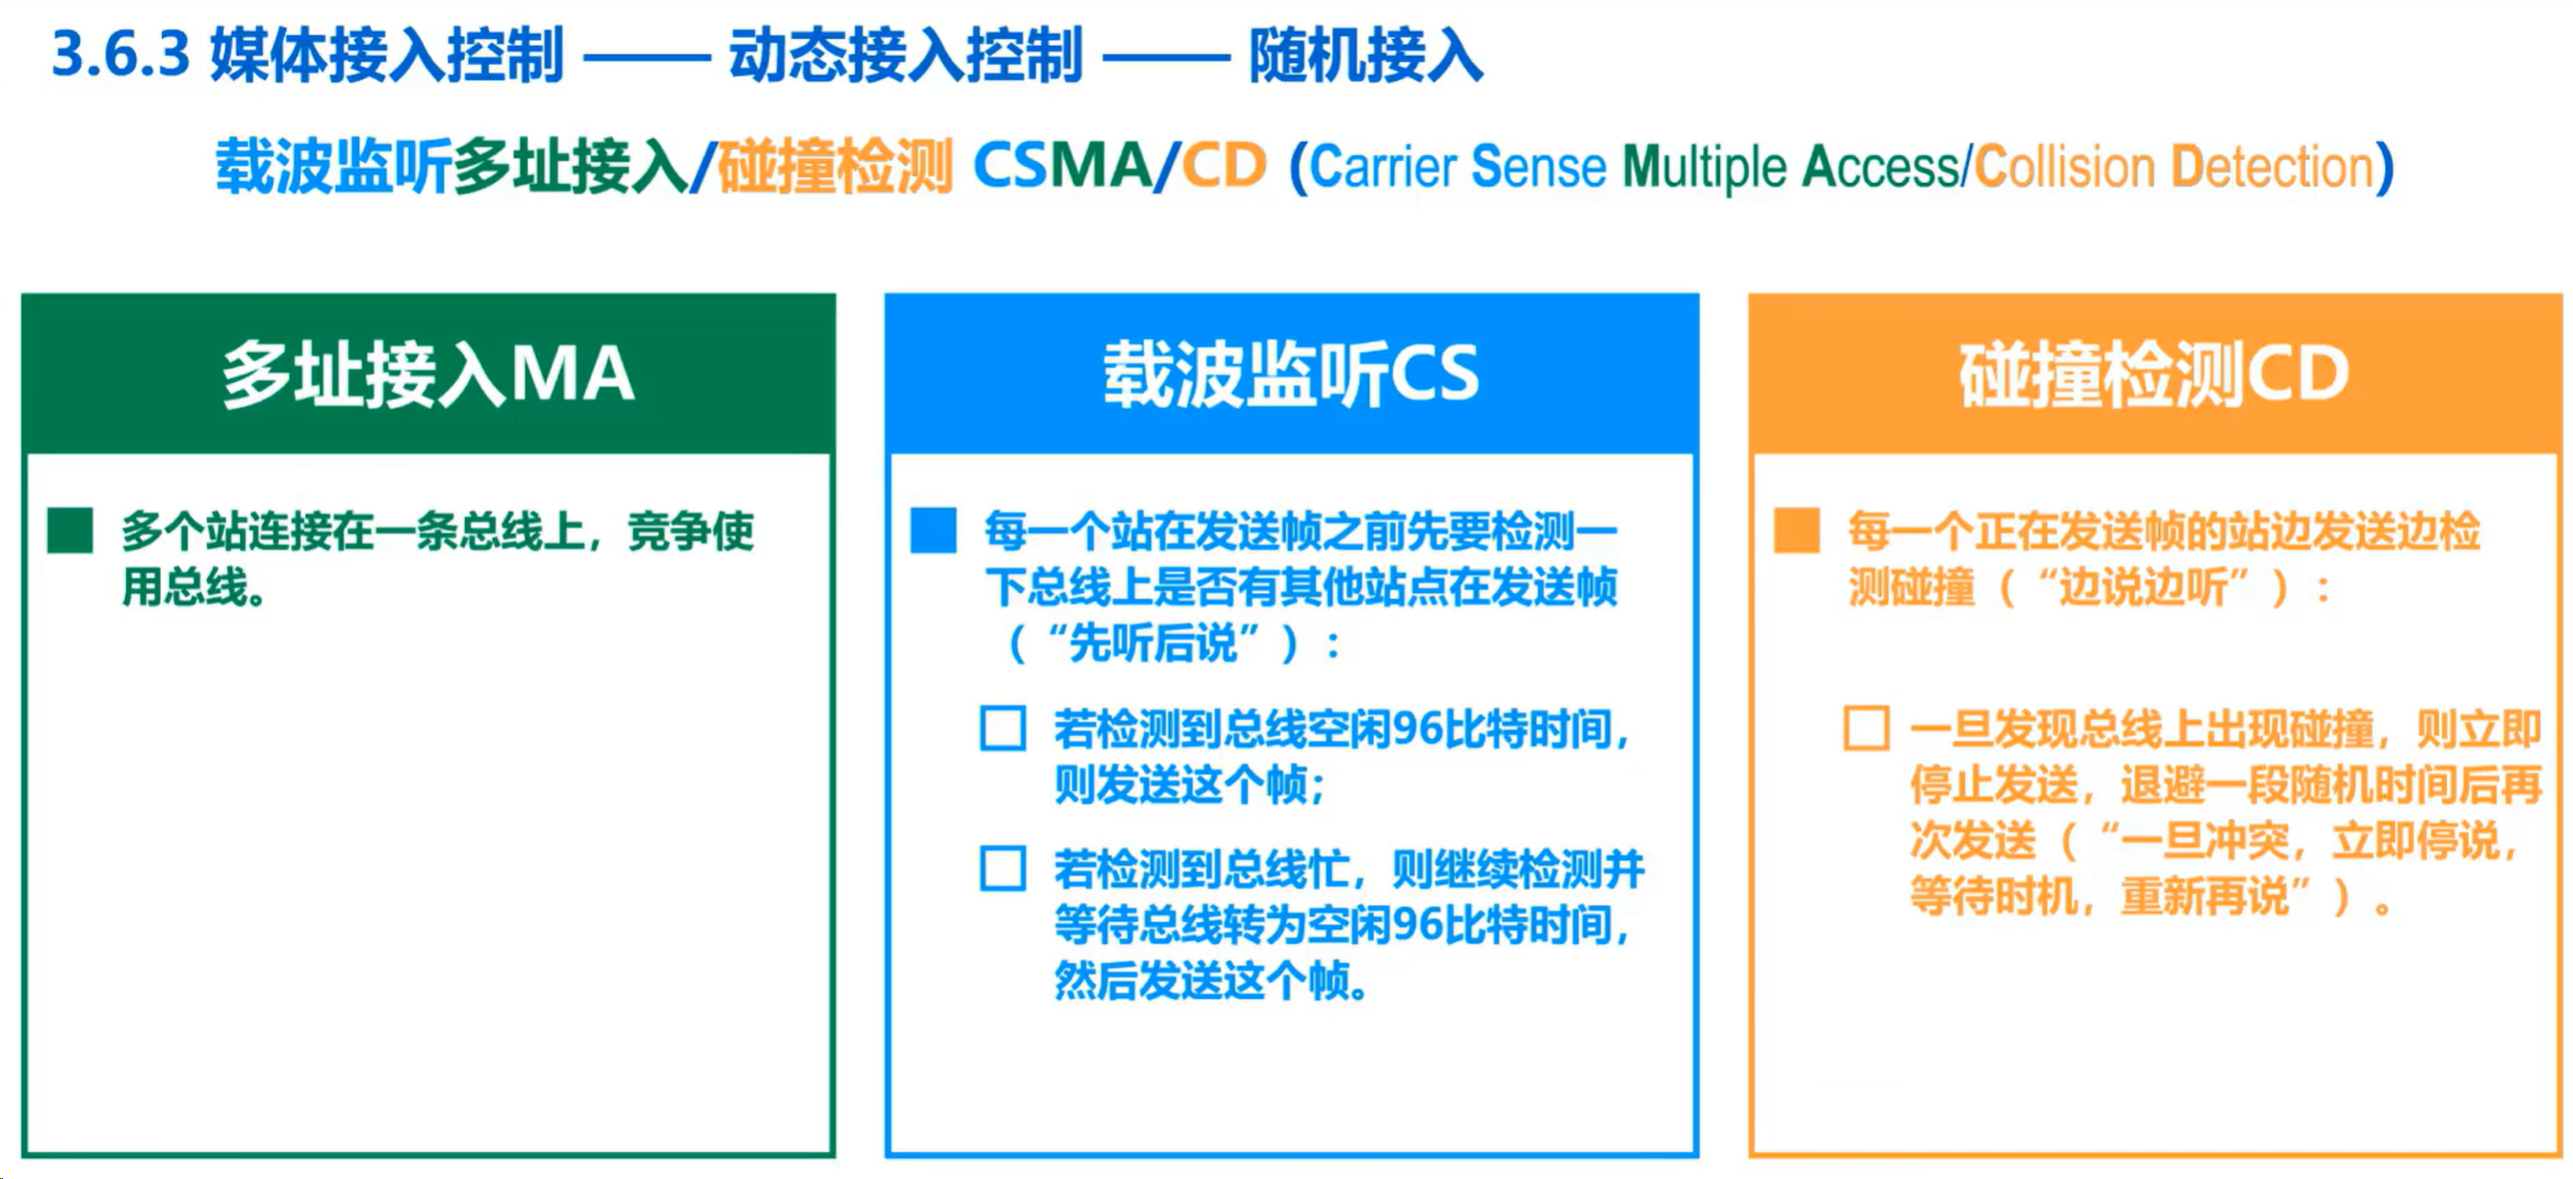 3.6.3 媒体接入控制 —— 动态接入控制 —— 随机接入
载波监听多址接入/碰撞检测 CSMA/CD (Carrier Sense Multiple Access/Collision Detection)
多址接入MA
多个站连接在一条总线上，竞争使
用总线。
载波监听CS
每一个站在发送帧之前先要检测一
下总线上是否有其他站点在发送帧
（“先听后说”）：
若检测到总线空闲96比特时间，
则发送这个帧；
若检测到总线忙，则继续检测并
等待总线转为空闲96比特时间，
然后发送这个帧。
碰撞检测CD
每一个正在发送帧的站边发送边检
测碰撞（“边说边听”）：
一旦发现总线上出现碰撞，则立即
停止发送，退避一段随机时间后再
次发送（“一旦冲突，立即停说，
等待时机，重新再说”）。